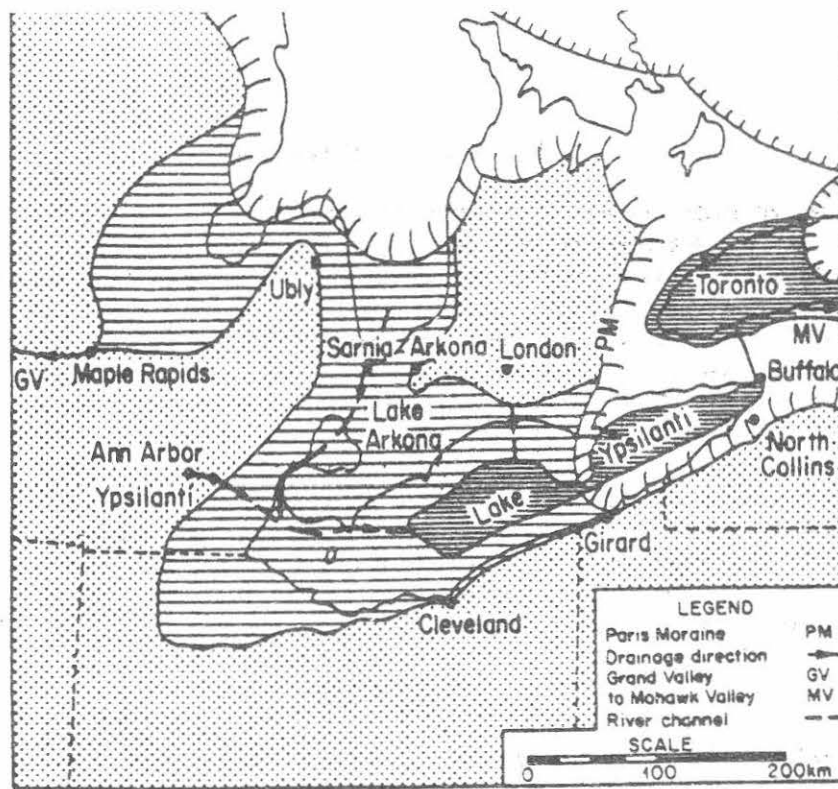 Ubly
Toronto
PM
Sarnia-Arkona London
MV
GV
Maple Rapids
Buffalo
Lake
Arkona
Ann Arbor
Ypsilanti
North
Collins
Ypsilanti
Lake
Girard
Cleveland
LEGEND
Paris Moraine PM
Drainage direction
Grand Valley GV
to Mohawk Valley MV
River channel
SCALE
0 100 200km